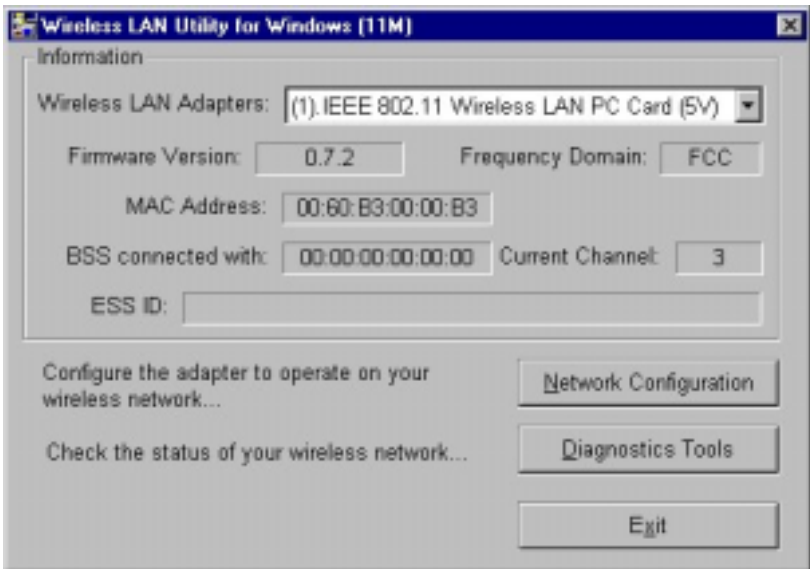 Wireless LAN Utility for Windows (11M)
Information
Wireless LAN Adapters: (1).IEEE 802.11 Wireless LAN PC Card (5V)
Firmware Version: 0.7.2 Frequency Domain: FCC
MAC Address: 00:60:B3:00:00:B3
BSS connected with: 00:00:00:00:00:00 Current Channel: 3
ESS ID:
Configure the adapter to operate on your
wireless network...
Network Configuration
Check the status of your wireless network...
Diagnostics Tools
Exit